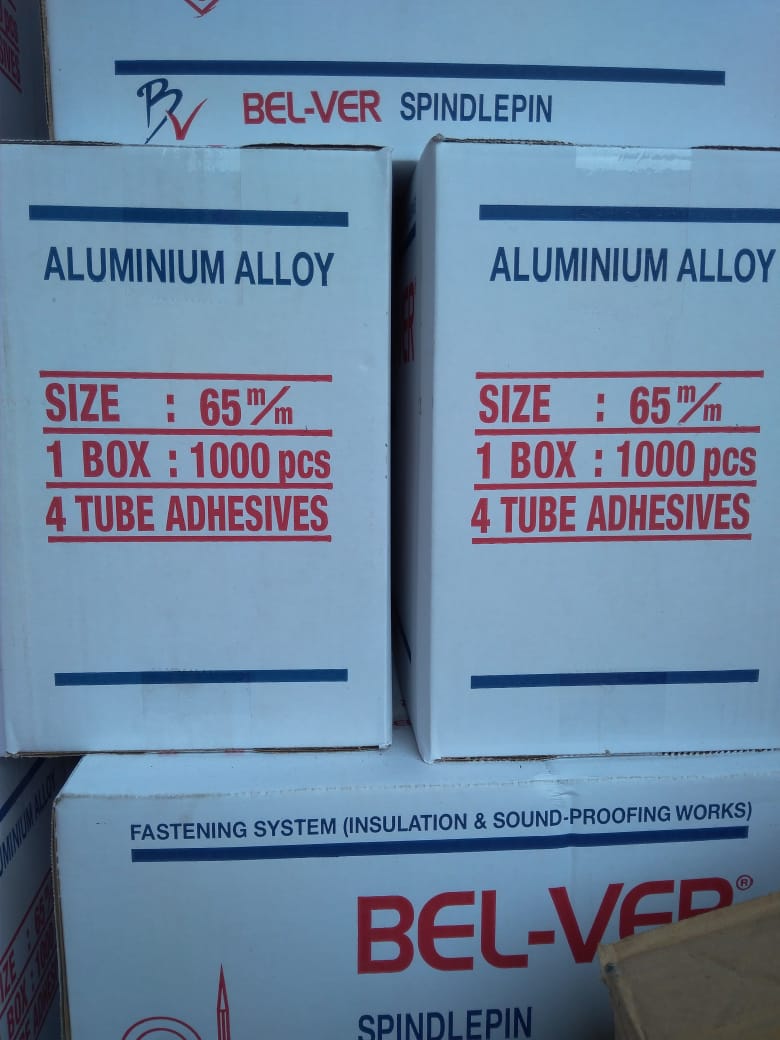 BV BEL-VER SPINDLEPIN
ALUMINIUM ALLOY
SIZE : 65 m/m
1 BOX : 1000 pcs
4 TUBE ADHESIVES
ALUMINIUM ALLOY
SIZE : 65 m/m
1 BOX : 1000 pcs
4 TUBE ADHESIVES
FASTENING SYSTEM (INSULATION & SOUND-PROOFING WORKS)
BEL-VER®
SPINDLEPIN